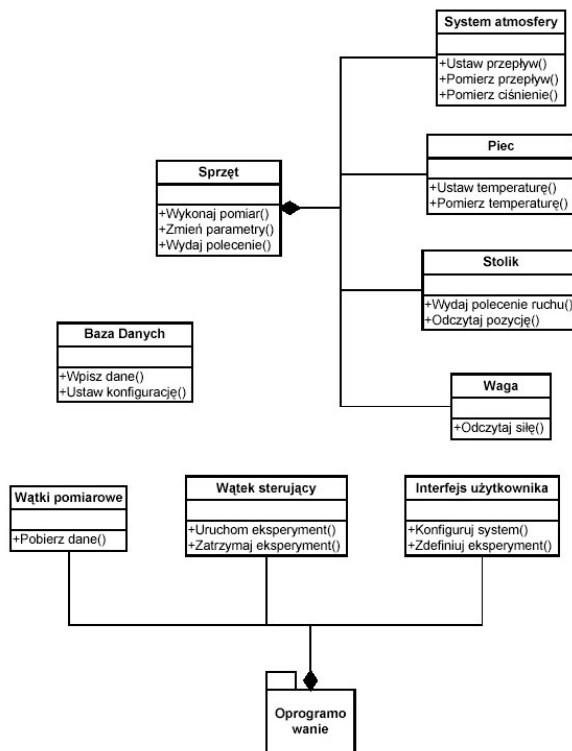 System atmosfery
+Ustaw przepływ()
+Pomierz przepływ()
+Pomierz ciśnienie()
Piec
+Ustaw temperaturę()
+Pomierz temperaturę()
Sprzęt
+Wykonaj pomiar()
+Zmień parametry()
+Wydaj polecenie()
Stolik
+Wydaj polecenie ruchu()
+Odczytaj pozycję()
Baza Danych
+Wpisz dane()
+Ustaw konfigurację()
Waga
+Odczytaj siłę()
Wątki pomiarowe
+Pobierz dane()
Wątek sterujący
+Uruchom eksperyment()
+Zatrzymaj eksperyment()
Interfejs użytkownika
+Konfiguruj system()
+Zdefiniuj eksperyment()
Oprogramo
wanie